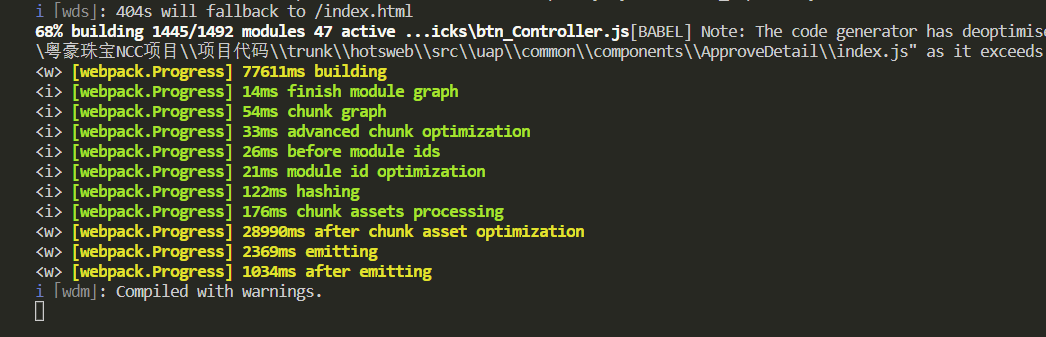 i ｢wds｣: 404s will fallback to /index.html
68% building 1445/1492 modules 47 active ...icks\btn_Controller.js[BABEL] Note: The code generator has deoptimise
\粤豪珠宝NCC项目\\项目代码\\trunk\\hotsweb\\src\\uap\\common\\components\\ApproveDetail\\index.js" as it exceeds
<w> [webpack.Progress] 77611ms building
<i> [webpack.Progress] 14ms finish module graph
<i> [webpack.Progress] 54ms chunk graph
<i> [webpack.Progress] 33ms advanced chunk optimization
<i> [webpack.Progress] 26ms before module ids
<i> [webpack.Progress] 21ms module id optimization
<i> [webpack.Progress] 122ms hashing
<i> [webpack.Progress] 176ms chunk assets processing
<w> [webpack.Progress] 28990ms after chunk asset optimization
<w> [webpack.Progress] 2369ms emitting
<w> [webpack.Progress] 1034ms after emitting
i ｢wdm｣: Compiled with warnings.